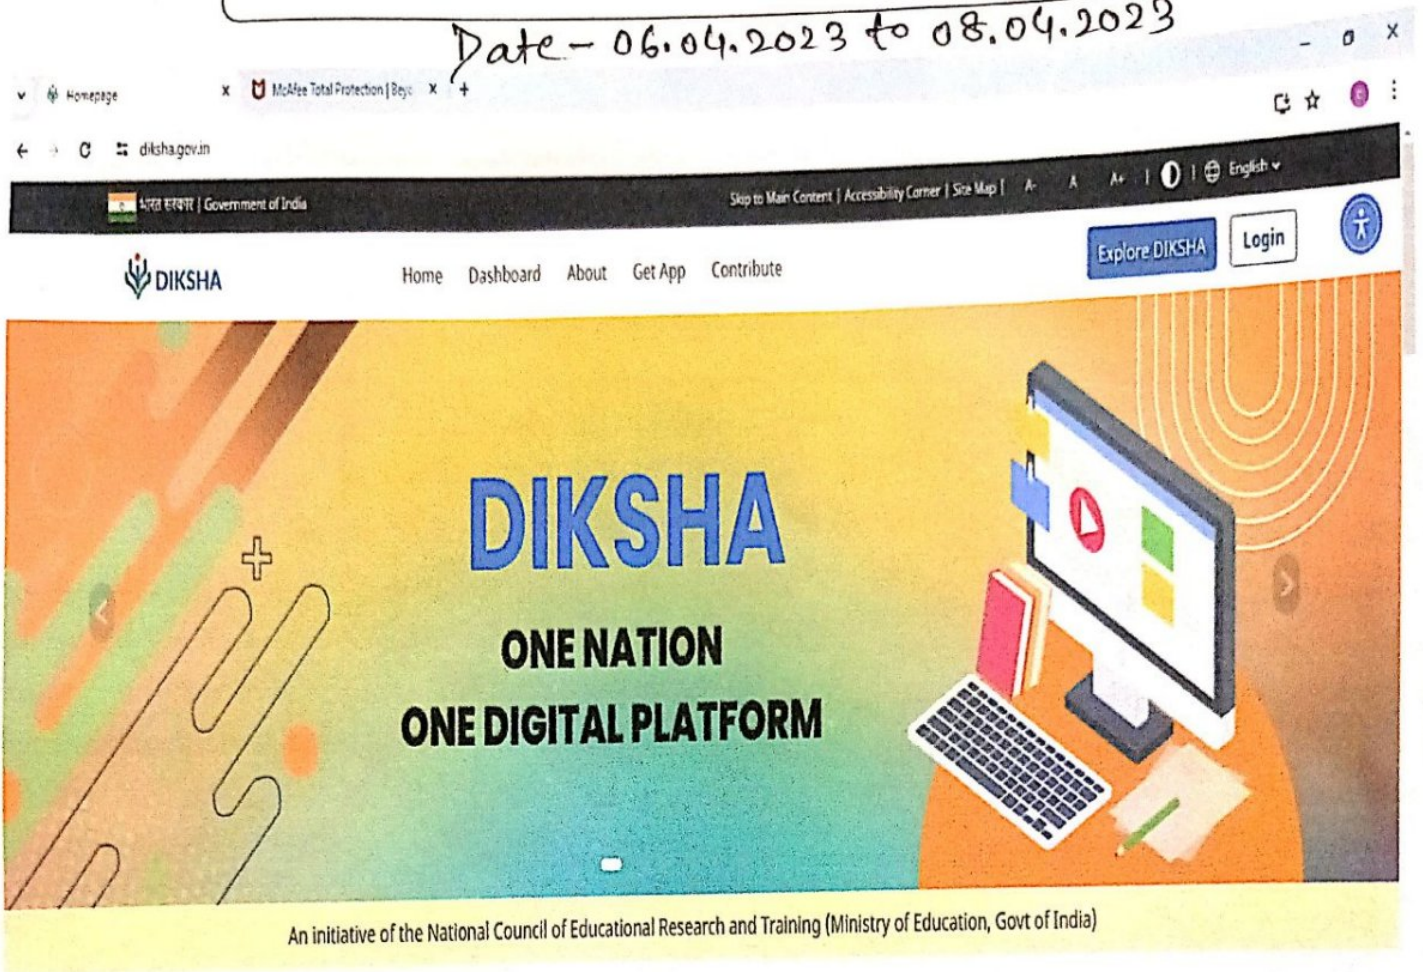 Date - 06.04.2023 to 08.04.2023
Homepage
McAfee Total Protection | Beyo
diksha.gov.in
भारत सरकार | Government of India
Skip to Main Content | Accessibility Corner | Site Map | A- A A+ | English
DIKSHA
Home Dashboard About Get App Contribute
Explore DIKSHA Login
DIKSHA
ONE NATION
ONE DIGITAL PLATFORM
An initiative of the National Council of Educational Research and Training (Ministry of Education, Govt of India)